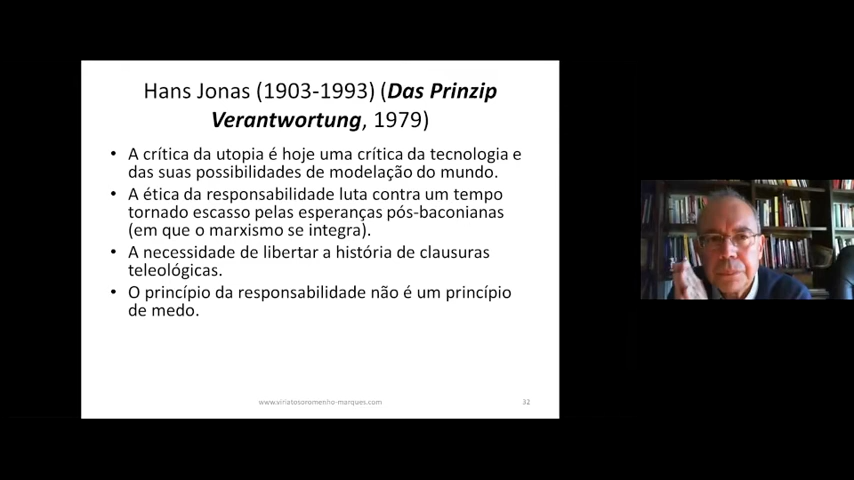 Hans Jonas (1903-1993) (Das Prinzip
Verantwortung, 1979)
• A crítica da utopia é hoje uma crítica da tecnologia e
das suas possibilidades de modelação do mundo.
• A ética da responsabilidade luta contra um tempo
tornado escasso pelas esperanças pós-baconianas
(em que o marxismo se integra).
• A necessidade de libertar a história de clausuras
teleológicas.
• O princípio da responsabilidade não é um princípio
de medo.
www.viriatosoromenho-marques.com
32